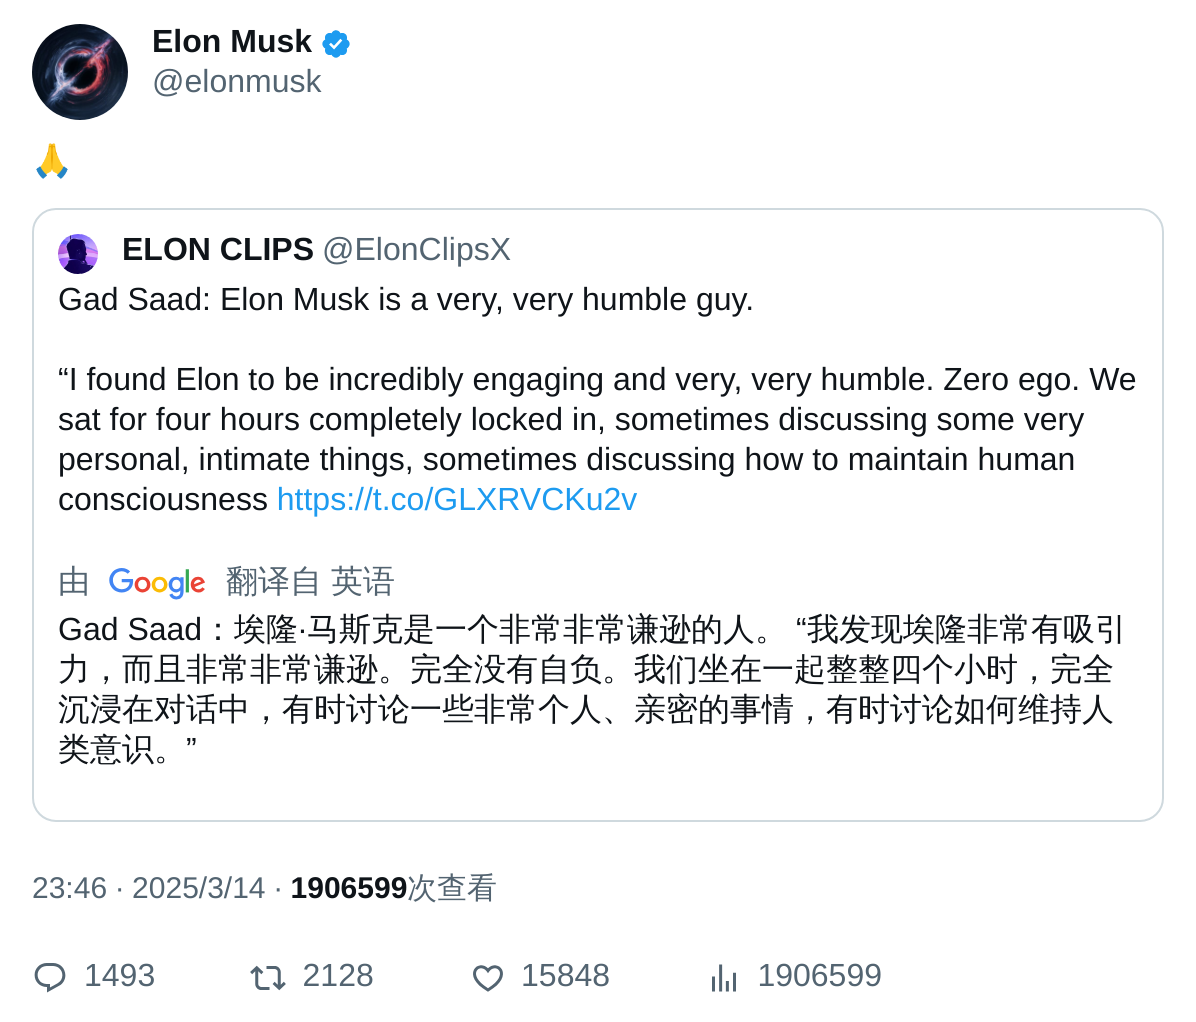 Elon Musk
@elonmusk
🙏
ELON CLIPS @ElonClipsX
Gad Saad: Elon Musk is a very, very humble guy.
“I found Elon to be incredibly engaging and very, very humble. Zero ego. We
sat for four hours completely locked in, sometimes discussing some very
personal, intimate things, sometimes discussing how to maintain human
consciousness https://t.co/GLXRVCKu2v
由 Google 翻译自 英语
Gad Saad：埃隆·马斯克是一个非常非常谦逊的人。 “我发现埃隆非常有吸引
力，而且非常非常谦逊。完全没有自负。我们坐在一起整整四个小时，完全
沉浸在对话中，有时讨论一些非常个人、亲密的事情，有时讨论如何维持人
类意识。”
23:46 · 2025/3/14 · 1906599次查看
1493 2128 15848 1906599